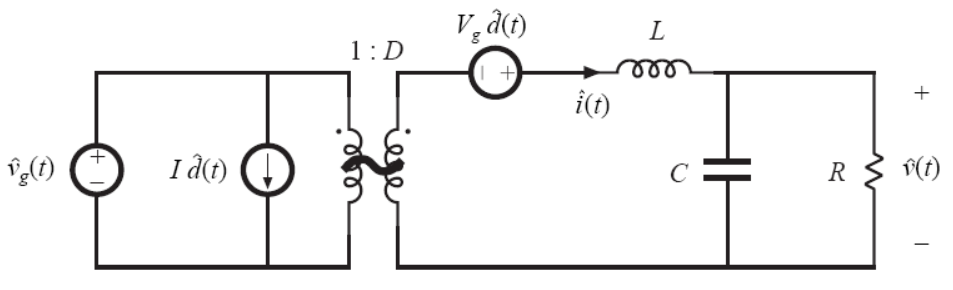 1 : D
V_g d̂(t)
− +
L
î(t)
v̂_g(t)
+
−
I d̂(t)
C
R
+
v̂(t)
−